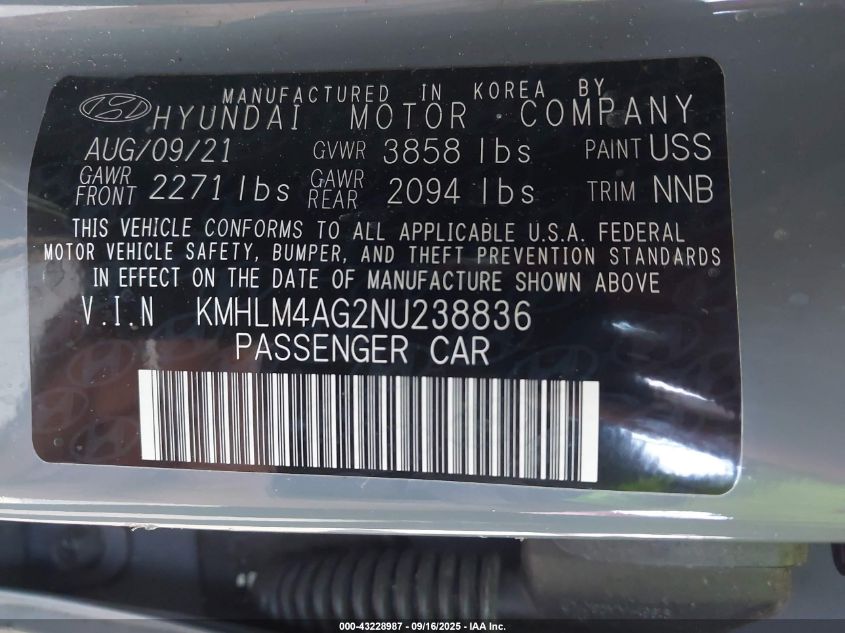 MANUFACTURED IN KOREA BY
HYUNDAI MOTOR COMPANY
AUG/09/21 GVWR 3858 lbs PAINT USS
GAWR FRONT 2271 lbs GAWR REAR 2094 lbs TRIM NNB
THIS VEHICLE CONFORMS TO ALL APPLICABLE U.S.A. FEDERAL
MOTOR VEHICLE SAFETY, BUMPER, AND THEFT PREVENTION STANDARDS
IN EFFECT ON THE DATE OF MANUFACTURE SHOWN ABOVE
V.I.N KMHLM4AG2NU238836
PASSENGER CAR
000-43228987 - 09/16/2025 - © IAA Inc.